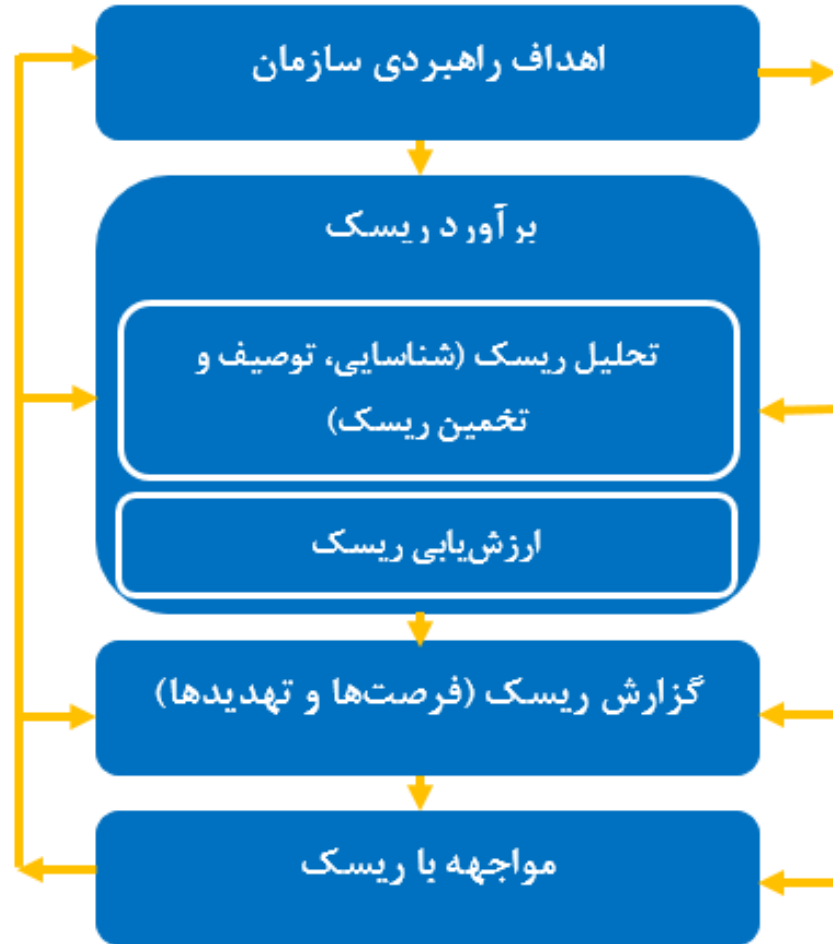 اهداف راهبردی سازمان
برآورد ریسک
تحلیل ریسک (شناسایی، توصیف و
تخمین ریسک)
ارزش‌یابی ریسک
گزارش ریسک (فرصت‌ها و تهدیدها)
مواجهه با ریسک